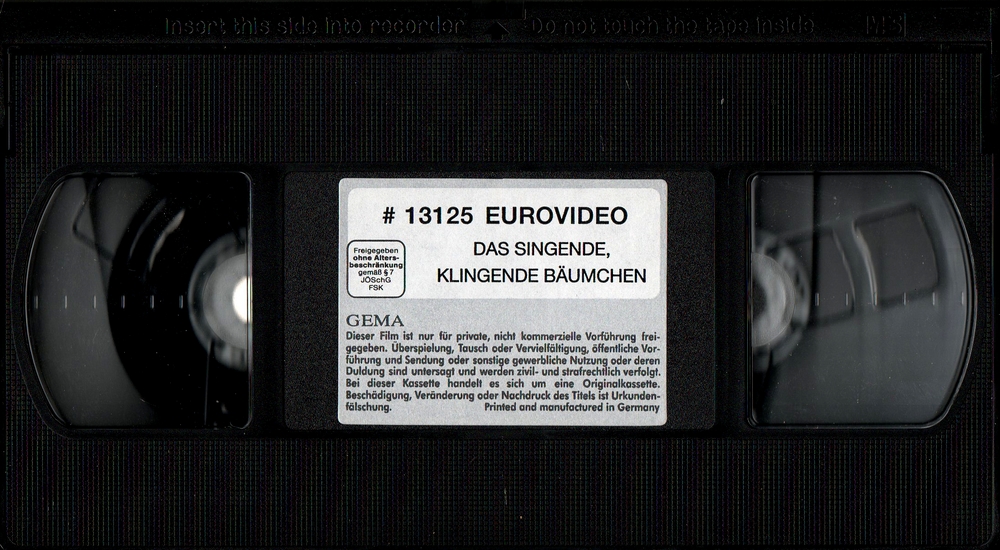 Insert this side into recorder Do not touch the tape inside VHS
# 13125 EUROVIDEO
DAS SINGENDE,
KLINGENDE BÄUMCHEN
Freigegeben
ohne Alters-
beschränkung
gemäß § 7
JÖSchG
FSK
GEMA
Dieser Film ist nur für private, nicht kommerzielle Vorführung frei-
gegeben. Überspielung, Tausch oder Vervielfältigung, öffentliche Vor-
führung und Sendung oder sonstige gewerbliche Nutzung oder deren
Duldung sind untersagt und werden zivil- und strafrechtlich verfolgt.
Bei dieser Kassette handelt es sich um eine Originalkassette.
Beschädigung, Veränderung oder Nachdruck des Titels ist Urkunden-
fälschung. Printed and manufactured in Germany